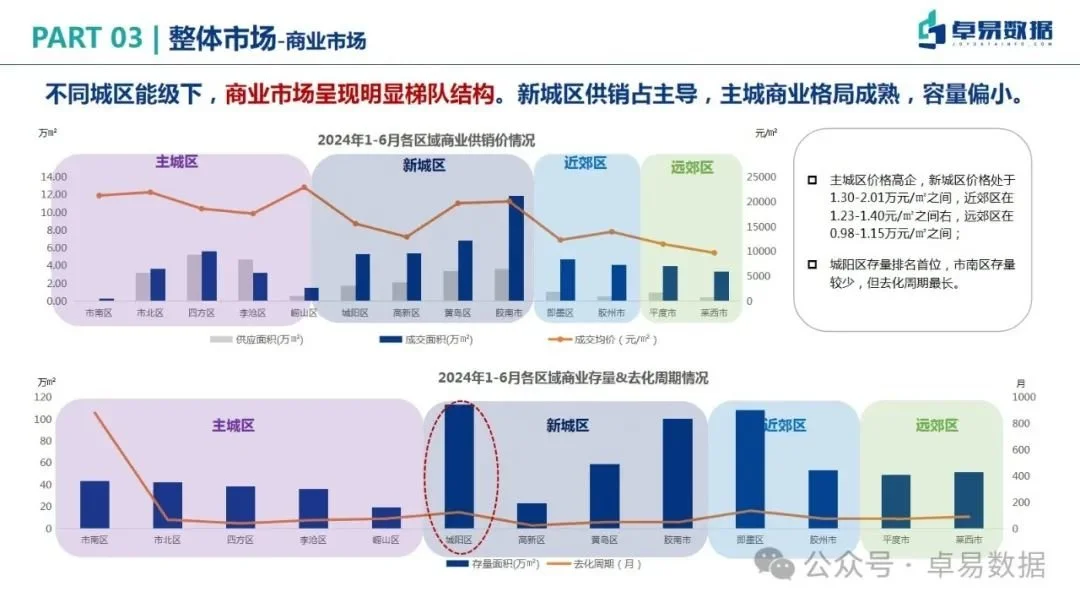 PART 03 | 整体市场-商业市场
卓易数据
不同城区能级下，商业市场呈现明显梯队结构。新城区供销占主导，主城商业格局成熟，容量偏小。
万㎡
2024年1-6月各区域商业供销价情况
元/㎡
主城区
新城区
近郊区
远郊区
14.00
12.00
10.00
8.00
6.00
4.00
2.00
0.00
25000
20000
15000
10000
5000
0
市南区 市北区 四方区 李沧区 崂山区 城阳区 高新区 黄岛区 胶南市 即墨区 胶州市 平度市 莱西市
供应面积(万㎡) 成交面积(万㎡) 成交均价（元/㎡）
主城区价格高企，新城区价格处于
1.30-2.01万元/㎡之间，近郊区在
1.23-1.40元/㎡之间右，远郊区在
0.98-1.15万元/㎡之间；
城阳区存量排名首位，市南区存量
较少，但去化周期最长。
2024年1-6月各区域商业存量&去化周期情况
万㎡
月
主城区
新城区
近郊区
远郊区
120
100
80
60
40
20
0
1000
800
600
400
200
0
市南区 市北区 四方区 李沧区 崂山区 城阳区 高新区 黄岛区 胶南市 即墨区 胶州市 平度市 莱西市
存量面积(万㎡) 去化周期（月）
公众号 · 卓易数据